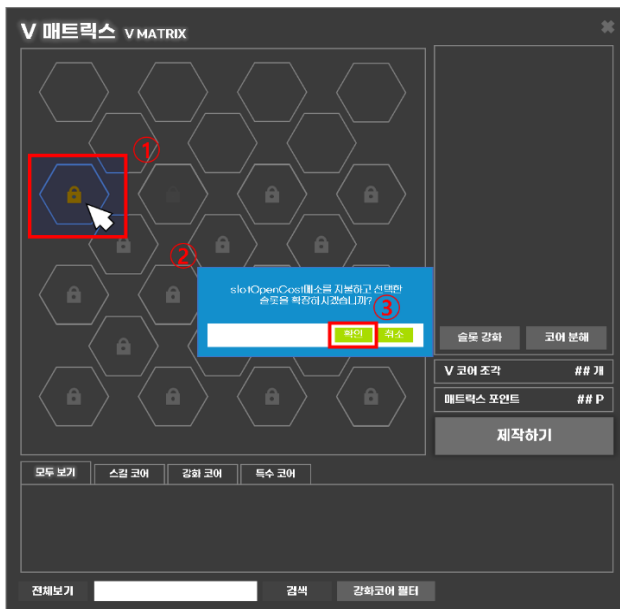 V 매트릭스 V MATRIX
①
②
slotOpenCost메소를 지불하고 선택한
슬롯을 확장하시겠습니까?
③
확인 취소
슬롯 강화 코어 분해
V 코어 조각 ## 개
매트릭스 포인트 ## P
제작하기
모두 보기 스킬 코어 강화 코어 특수 코어
전체보기 검색 강화코어 필터